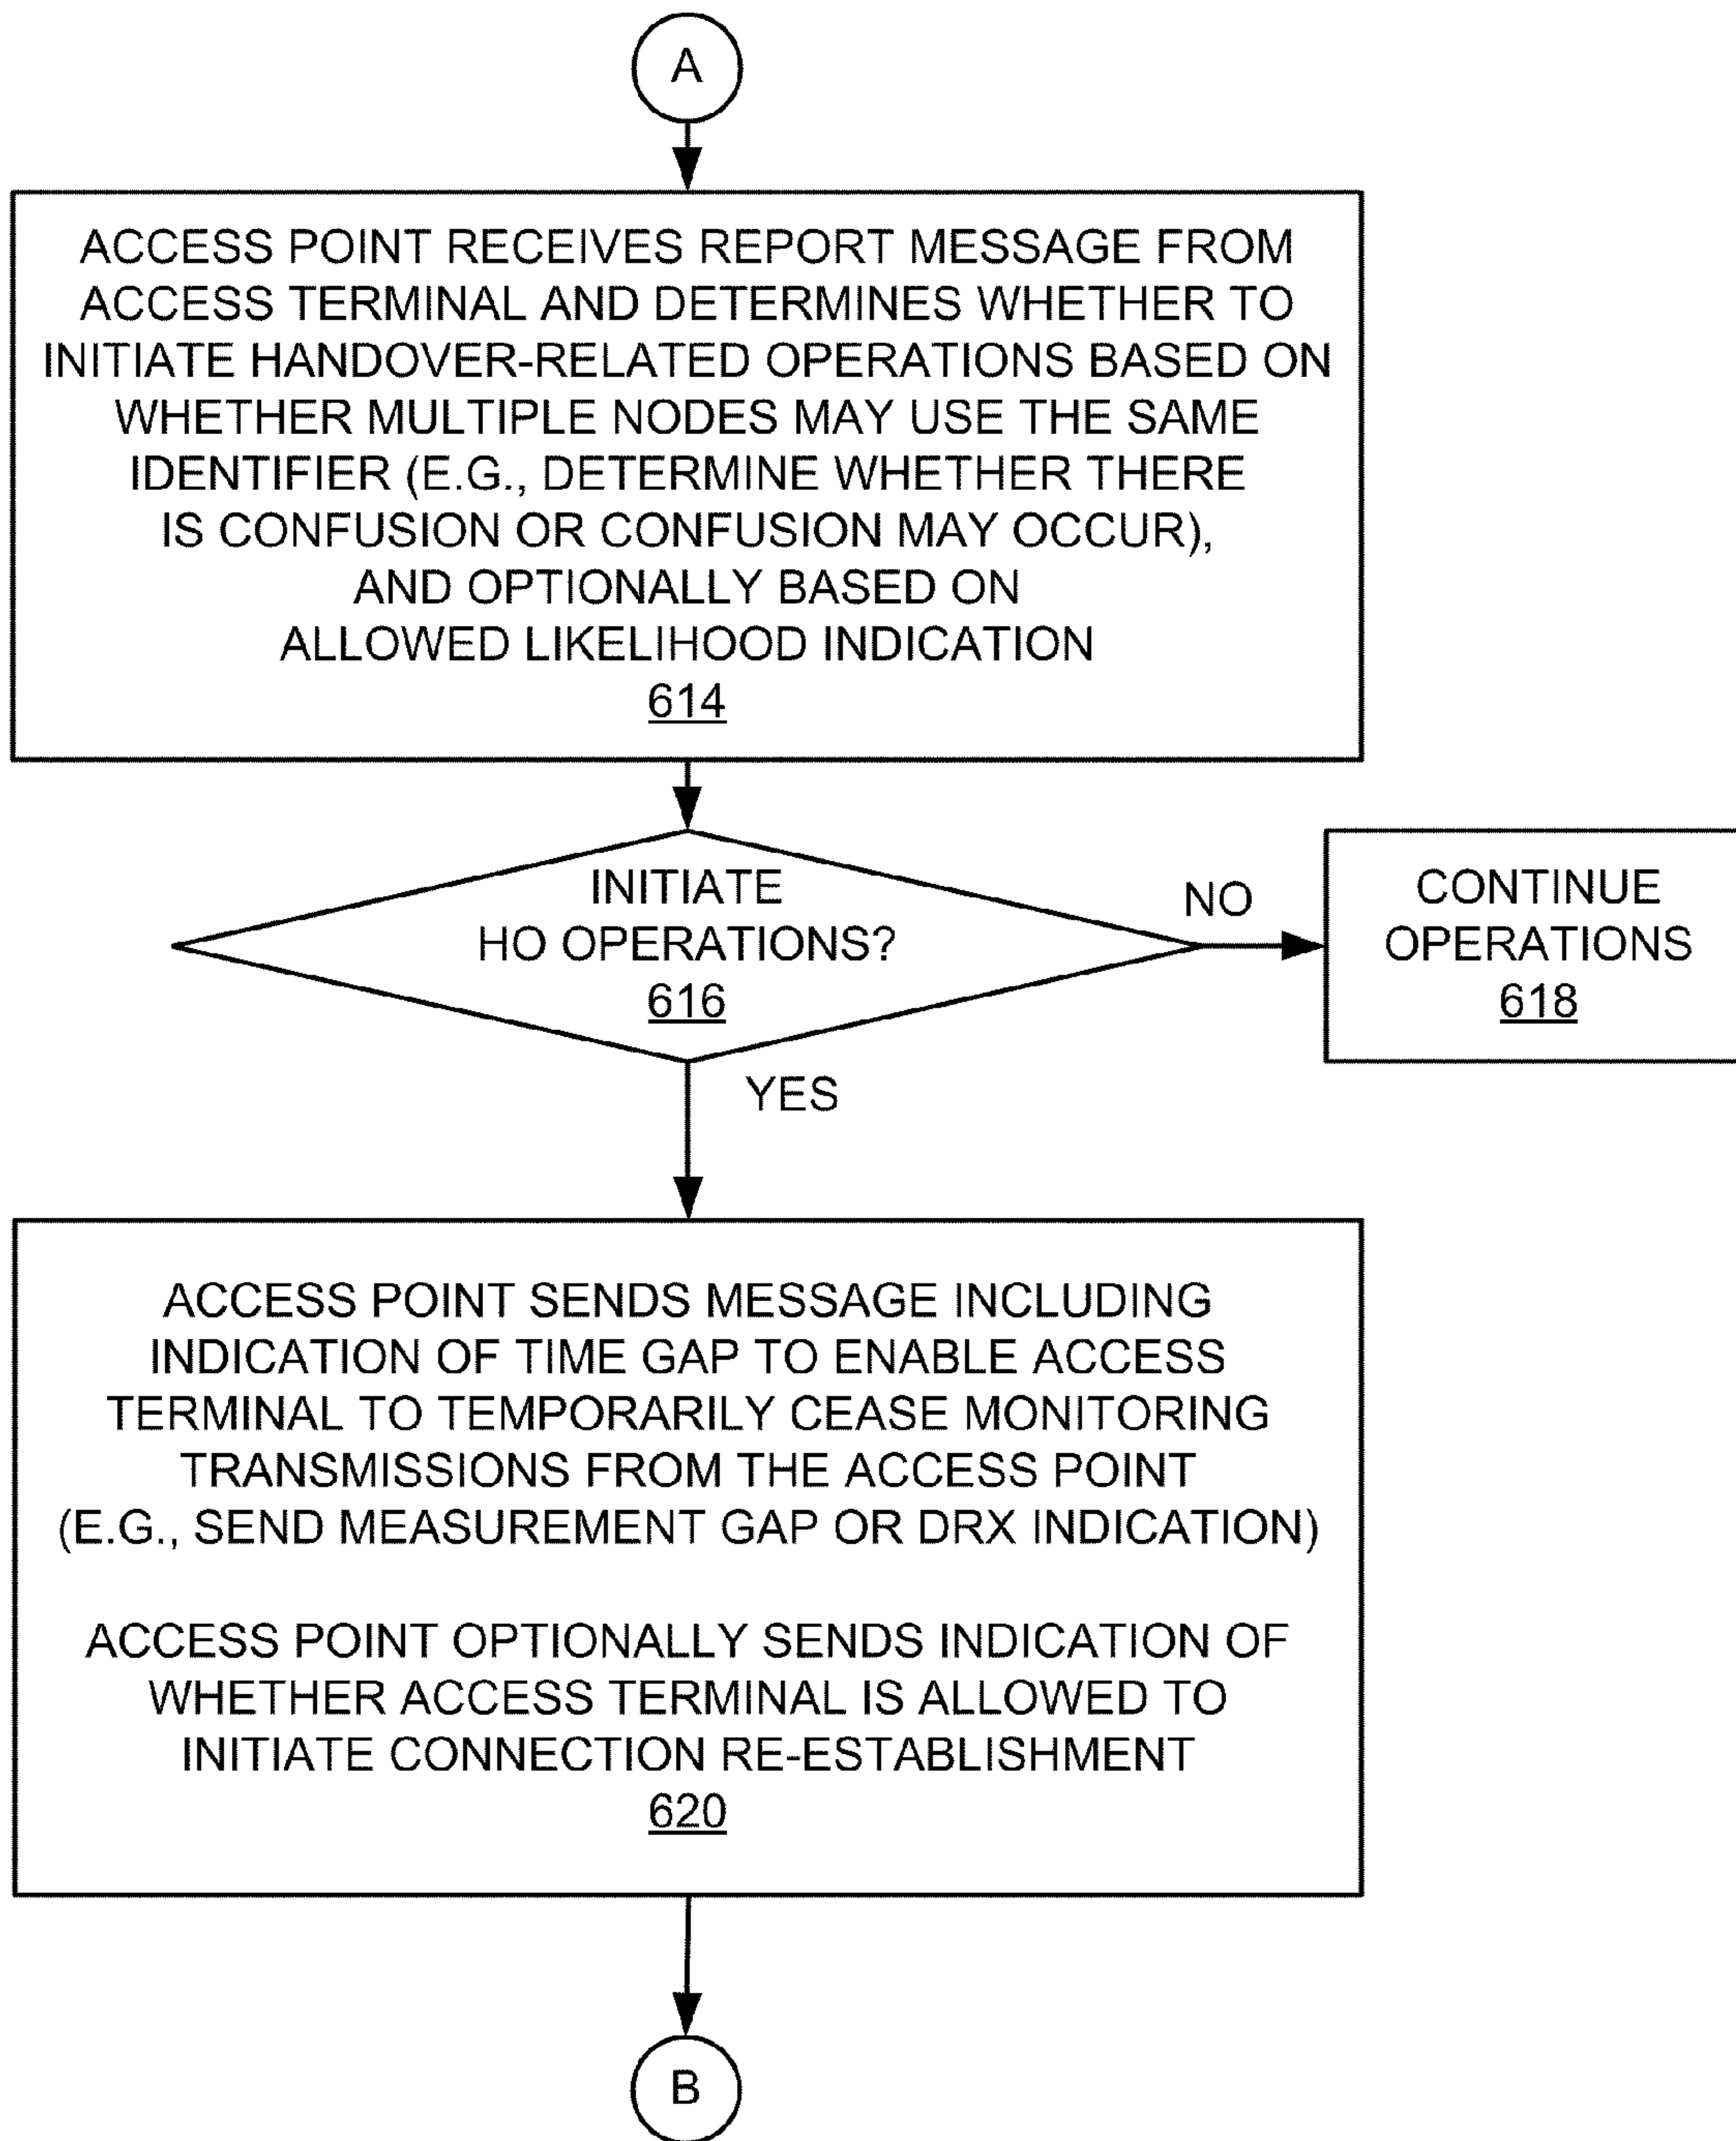 A
ACCESS POINT RECEIVES REPORT MESSAGE FROM
ACCESS TERMINAL AND DETERMINES WHETHER TO
INITIATE HANDOVER-RELATED OPERATIONS BASED ON
WHETHER MULTIPLE NODES MAY USE THE SAME
IDENTIFIER (E.G., DETERMINE WHETHER THERE
IS CONFUSION OR CONFUSION MAY OCCUR),
AND OPTIONALLY BASED ON
ALLOWED LIKELIHOOD INDICATION
614
INITIATE
HO OPERATIONS?
616
NO
CONTINUE
OPERATIONS
618
YES
ACCESS POINT SENDS MESSAGE INCLUDING
INDICATION OF TIME GAP TO ENABLE ACCESS
TERMINAL TO TEMPORARILY CEASE MONITORING
TRANSMISSIONS FROM THE ACCESS POINT
(E.G., SEND MEASUREMENT GAP OR DRX INDICATION)
ACCESS POINT OPTIONALLY SENDS INDICATION OF
WHETHER ACCESS TERMINAL IS ALLOWED TO
INITIATE CONNECTION RE-ESTABLISHMENT
620
B